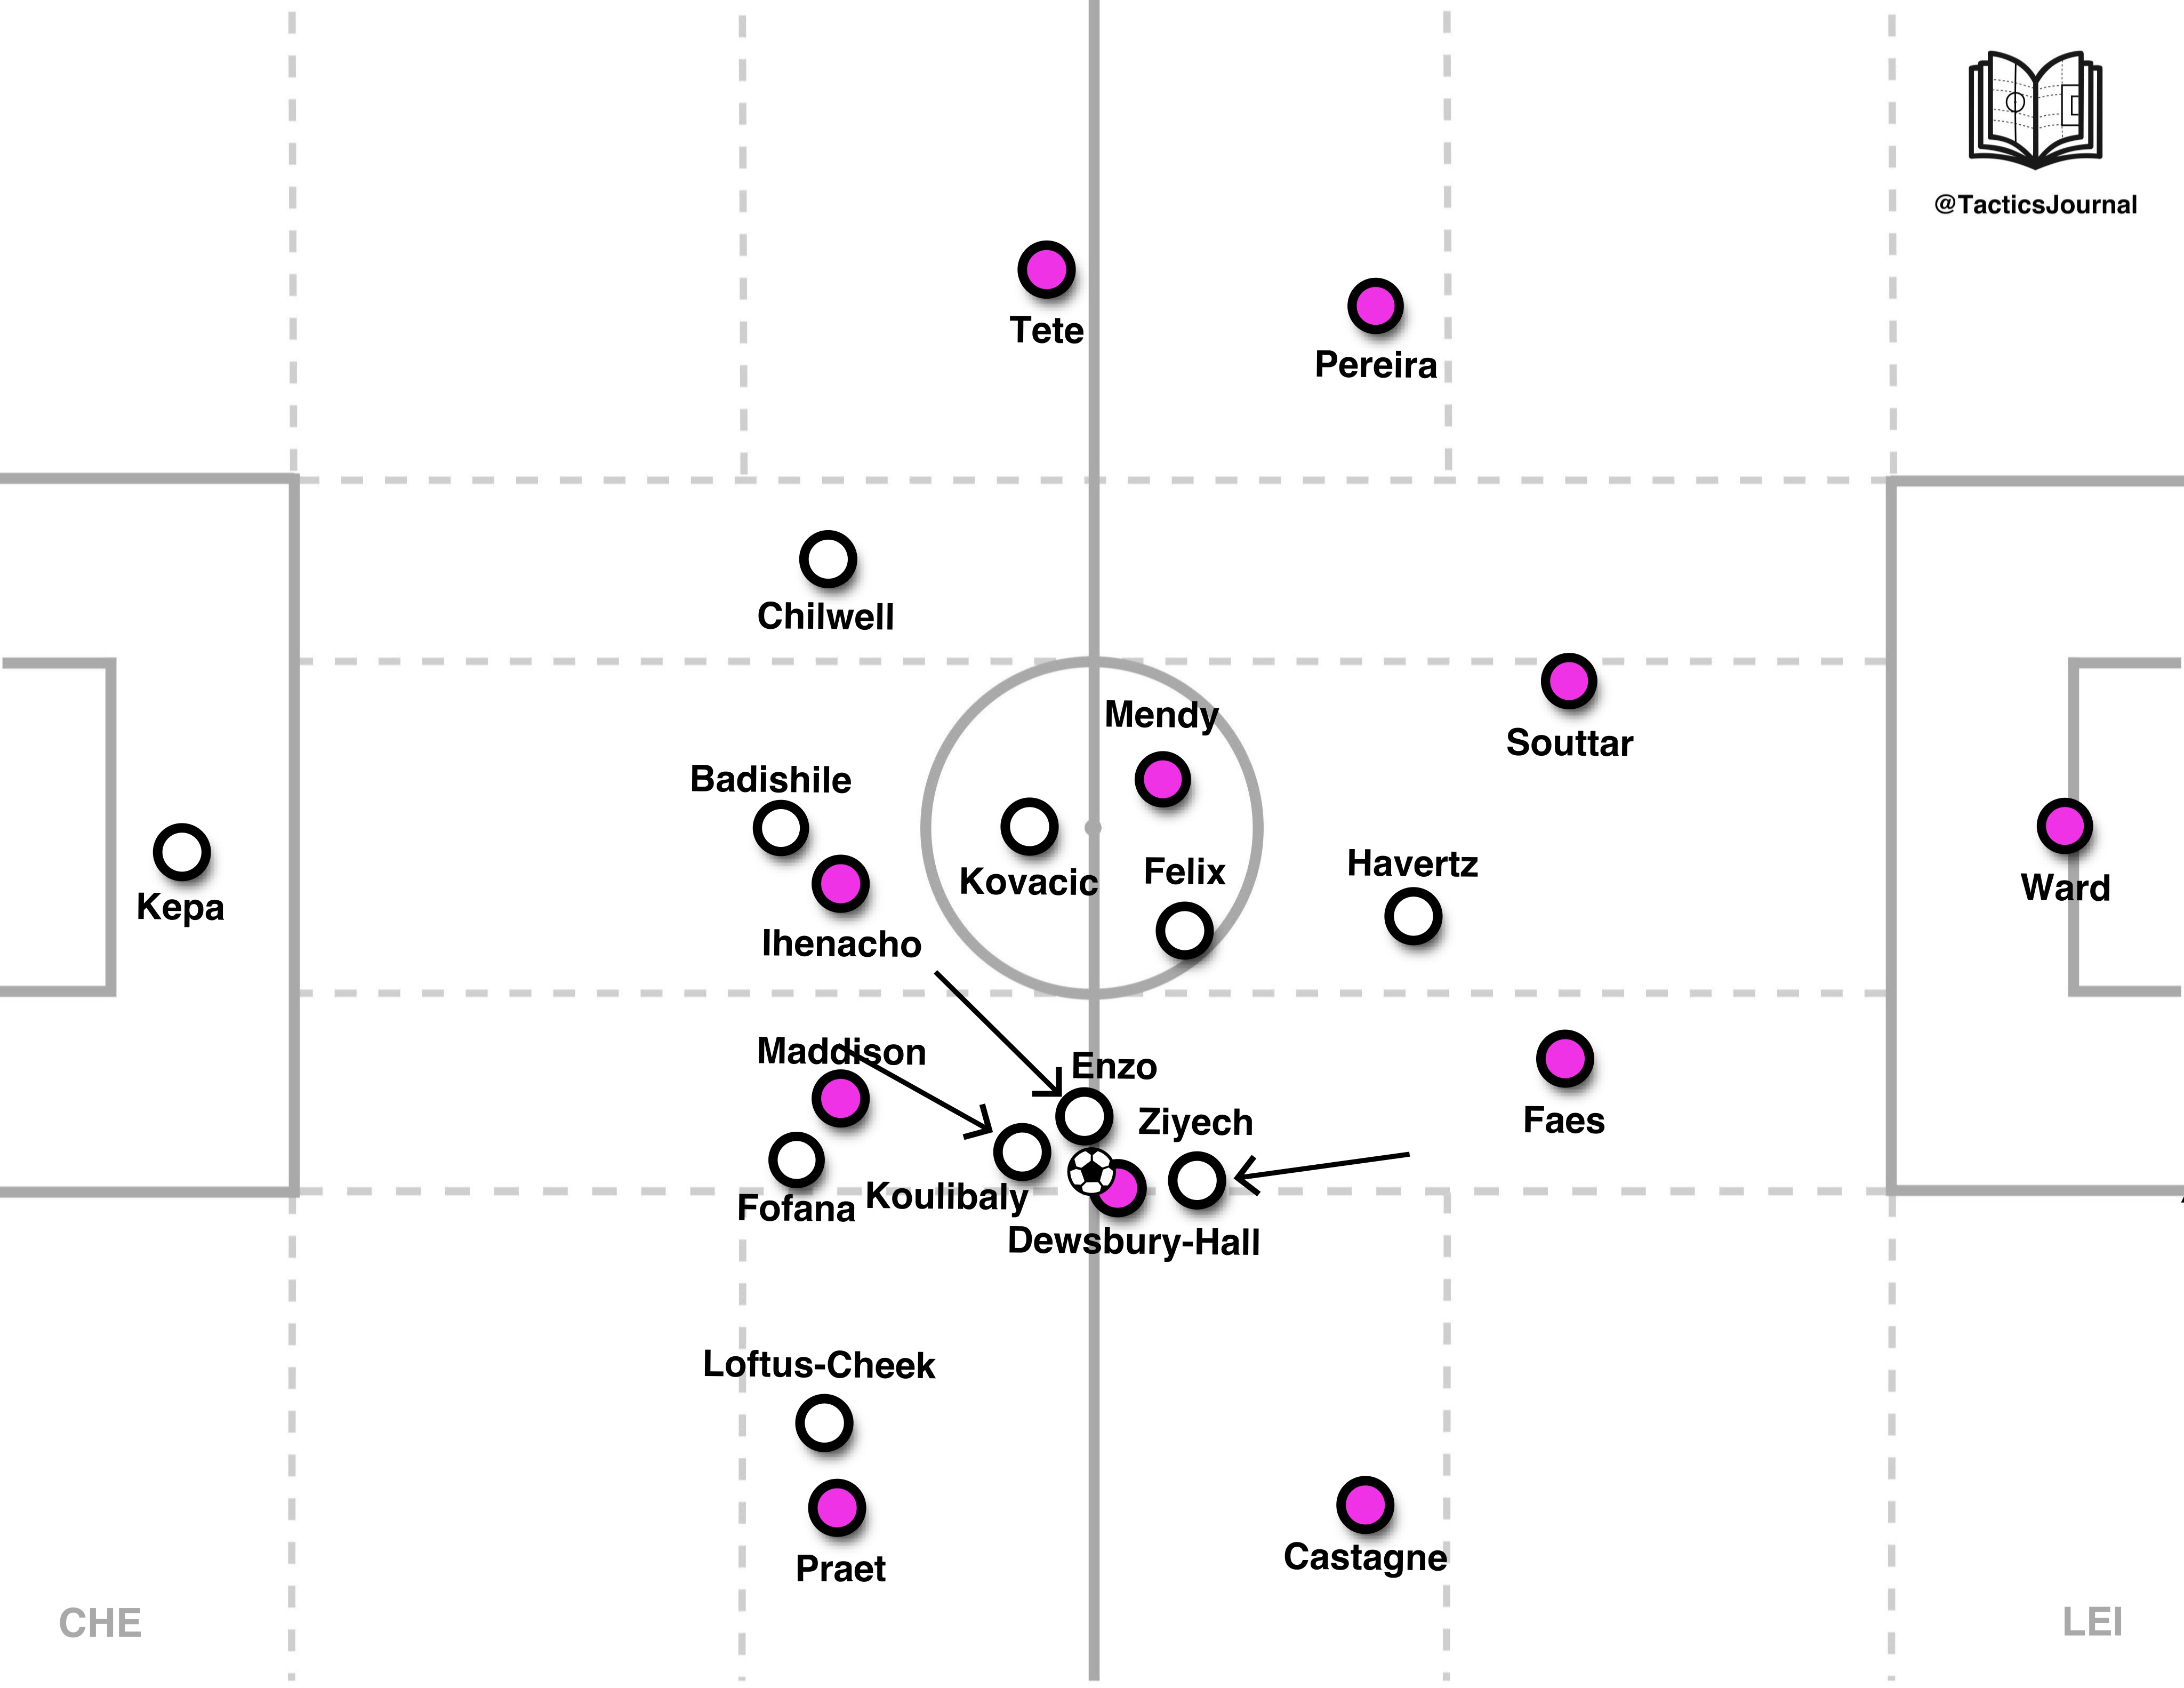 @TacticsJournal
Tete
Pereira
Chilwell
Mendy
Souttar
Badishile
Kovacic
Felix
Havertz
Kepa
Ward
Ihenacho
Maddison
Enzo
Ziyech
Faes
Fofana
Koulibaly
Dewsbury-Hall
Loftus-Cheek
Praet
Castagne
CHE
LEI